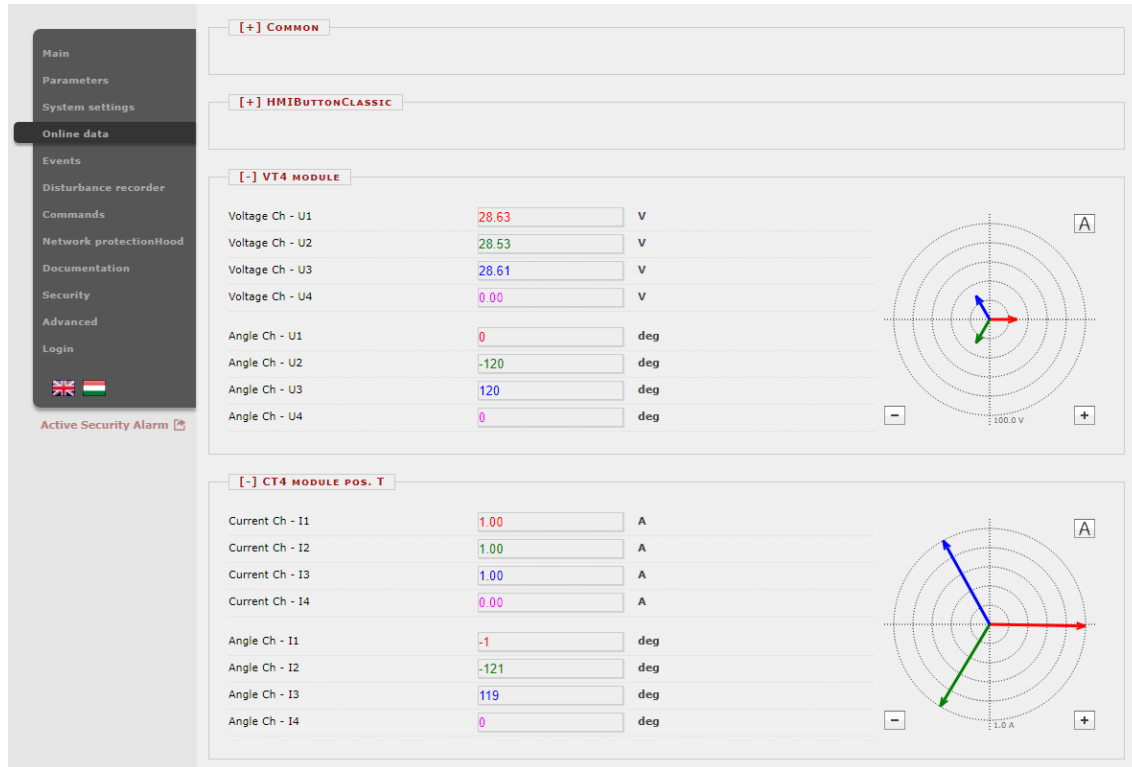 Main
Parameters
System settings
Online data
Events
Disturbance recorder
Commands
Network protectionHood
Documentation
Security
Advanced
Login
Active Security Alarm
[+] Common
[+] HMIButtonClassic
[-] VT4 module
Voltage Ch - U1 28.63 V
Voltage Ch - U2 28.53 V
Voltage Ch - U3 28.61 V
Voltage Ch - U4 0.00 V
Angle Ch - U1 0 deg
Angle Ch - U2 -120 deg
Angle Ch - U3 120 deg
Angle Ch - U4 0 deg
A
- 100.0 V +
[-] CT4 module pos. T
Current Ch - I1 1.00 A
Current Ch - I2 1.00 A
Current Ch - I3 1.00 A
Current Ch - I4 0.00 A
Angle Ch - I1 -1 deg
Angle Ch - I2 -121 deg
Angle Ch - I3 119 deg
Angle Ch - I4 0 deg
A
- 1.0 A +